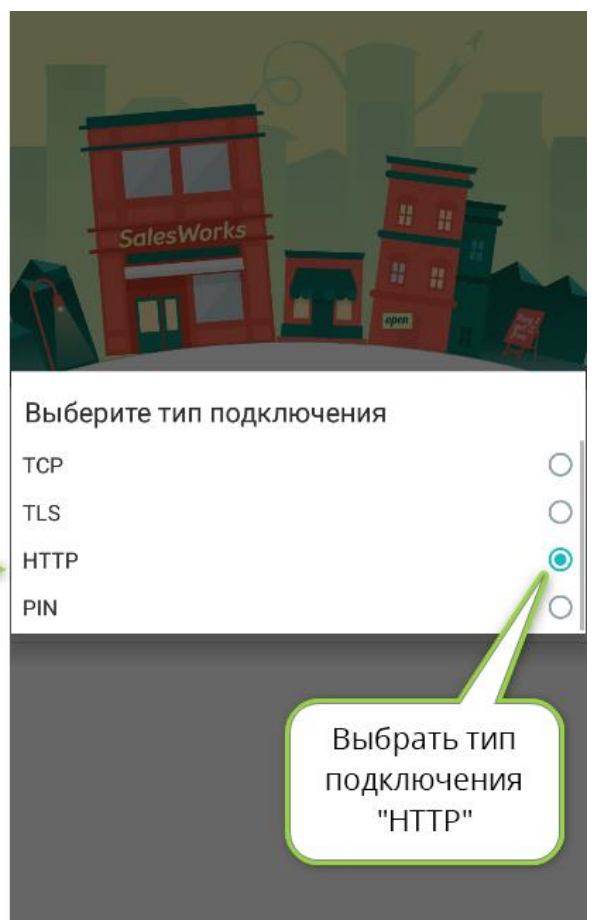 SalesWorks
open
Выберите тип подключения
TCP
TLS
HTTP
PIN
Выбрать тип
подключения
"HTTP"